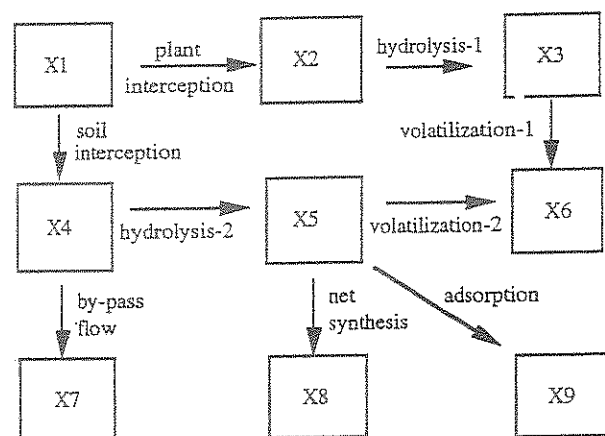 X1
plant
interception
X2
hydrolysis-1
X3
soil
interception
volatilization-1
X4
hydrolysis-2
X5
volatilization-2
X6
by-pass
flow
net
synthesis
adsorption
X7
X8
X9